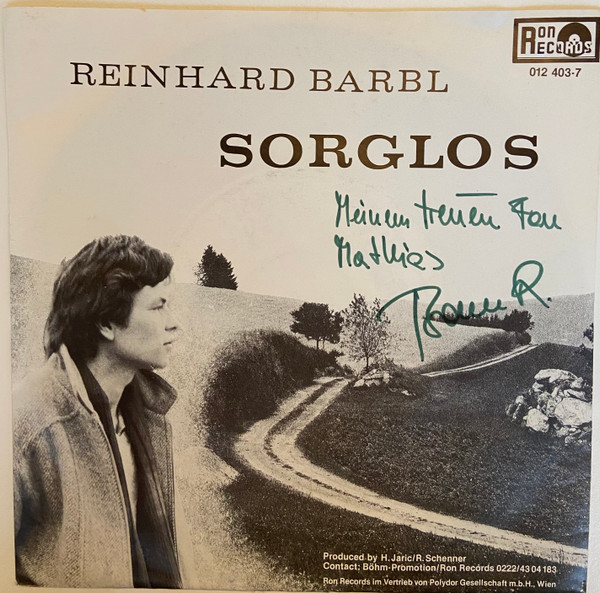 Ron
RECORDS
012 403-7
REINHARD BARBL
SORGLOS
Meinem treuen Fan
Mathias
R.
Produced by H. Jaric/R. Schenner
Contact: Böhm-Promotion/Ron Records 0222/43 04 183
Ron Records im Vertrieb von Polydor Gesellschaft m.b.H., Wien